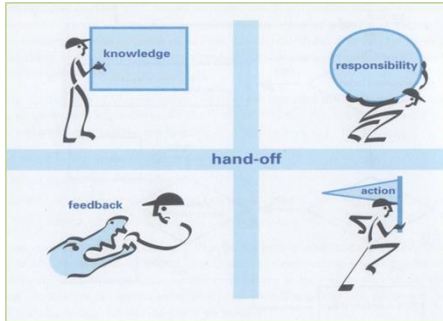 knowledge
responsibility
hand-off
feedback
action